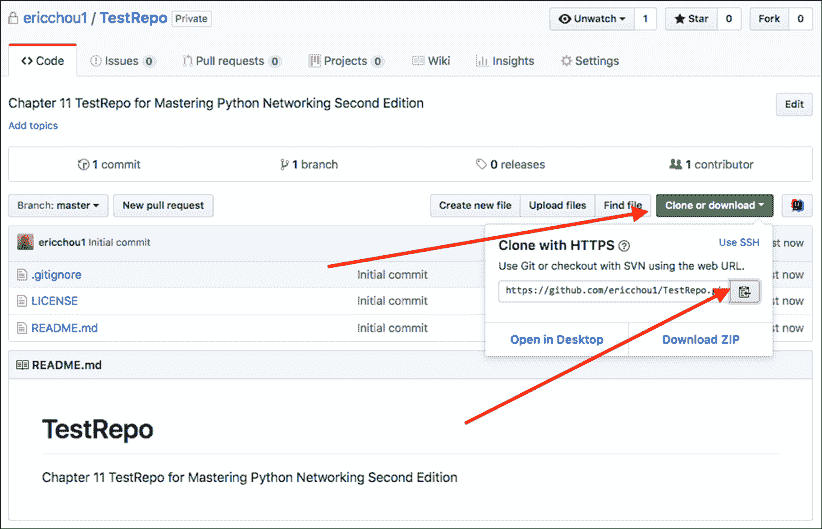 ericchou1 / TestRepo Private
Unwatch 1 Star 0 Fork 0
Code Issues 0 Pull requests 0 Projects 0 Wiki Insights Settings
Chapter 11 TestRepo for Mastering Python Networking Second Edition Edit
Add topics
1 commit 1 branch 0 releases 1 contributor
Branch: master New pull request Create new file Upload files Find file Clone or download
ericchou1 Initial commit st now
.gitignore Initial commit st now
LICENSE Initial commit st now
README.md Initial commit st now
Clone with HTTPS ? Use SSH
Use Git or checkout with SVN using the web URL.
https://github.com/ericchou1/TestRepo.
Open in Desktop Download ZIP
README.md
TestRepo
Chapter 11 TestRepo for Mastering Python Networking Second Edition